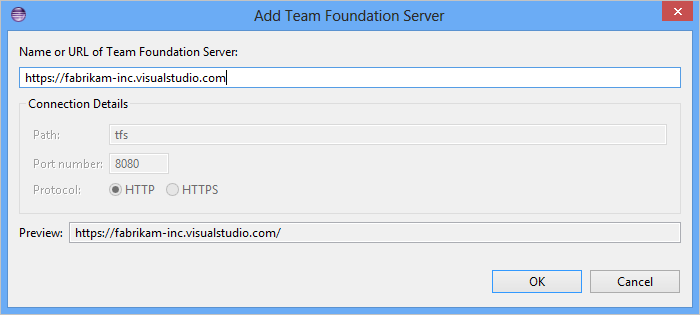 Add Team Foundation Server
Name or URL of Team Foundation Server:
https://fabrikam-inc.visualstudio.com
Connection Details
Path: tfs
Port number: 8080
Protocol: HTTP HTTPS
Preview: https://fabrikam-inc.visualstudio.com/
OK Cancel